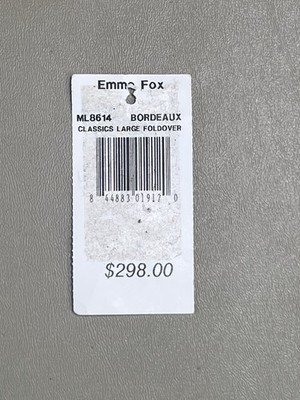 Emma Fox
ML8614 BORDEAUX
CLASSICS LARGE FOLDOVER
8 44883 01912 0
$298.00